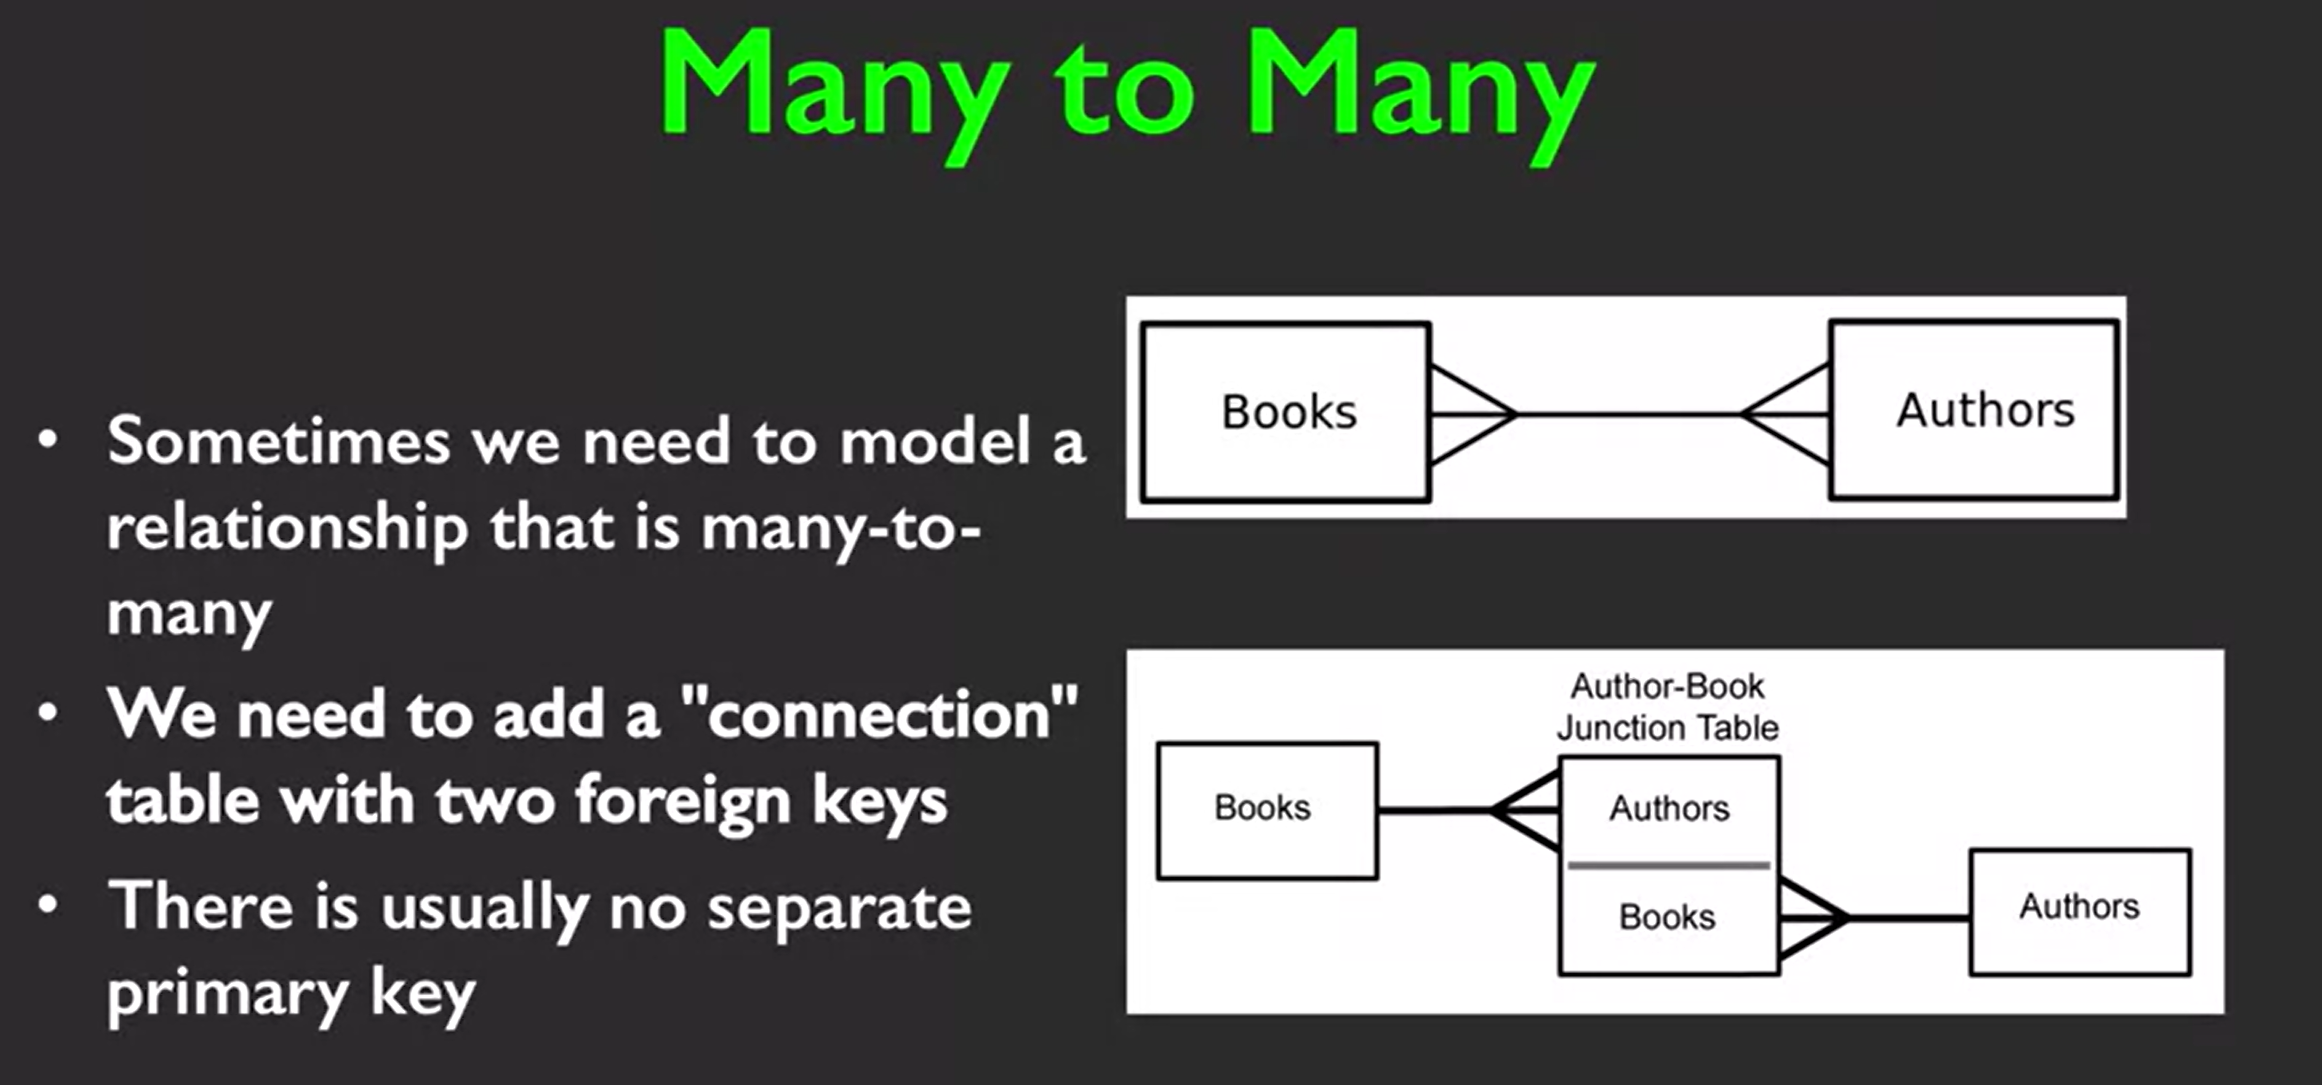 Many to Many
• Sometimes we need to model a
relationship that is many-to-
many
• We need to add a "connection"
table with two foreign keys
• There is usually no separate
primary key
Books
Authors
Author-Book
Junction Table
Books
Authors
Books
Authors